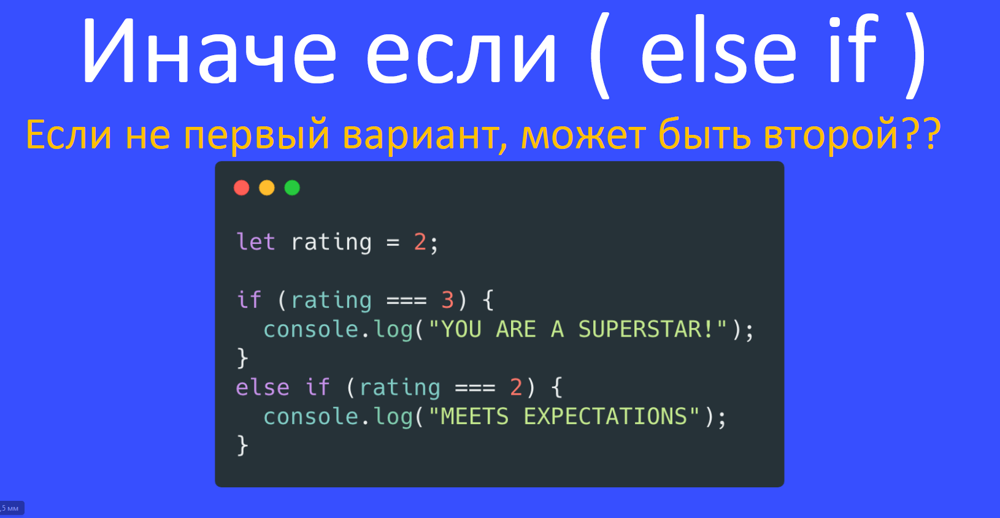 Иначе если ( else if )
Если не первый вариант, может быть второй??
let rating = 2;
if (rating === 3) {
  console.log("YOU ARE A SUPERSTAR!");
}
else if (rating === 2) {
  console.log("MEETS EXPECTATIONS");
}
,5 мм